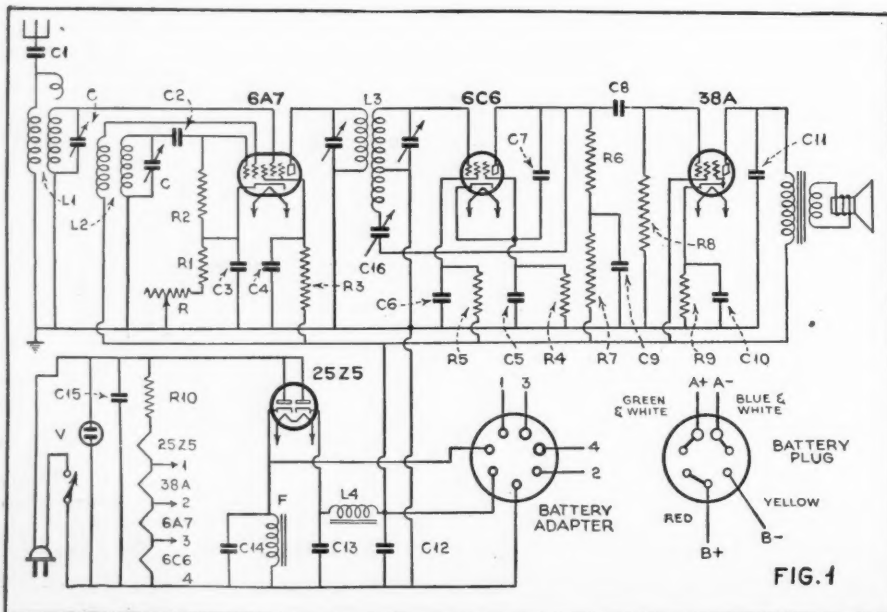 C1
6A7
L3
6C6
C8
38A
C
C2
C7
C11
R6
C
L1
L2
R2
R8
R1
C16
C3
C4
R3
C6
R
R5
C5
R4
R7
C9
R9
C10
25Z5
1
3
A+
A-
GREEN
& WHITE
BLUE &
WHITE
C15
R10
V
4
BATTERY
PLUG
25Z5
1
38A
2
6A7
3
6C6
4
F
L4
2
BATTERY
ADAPTER
YELLOW
RED
B-
B+
C14
C13
C12
FIG.1